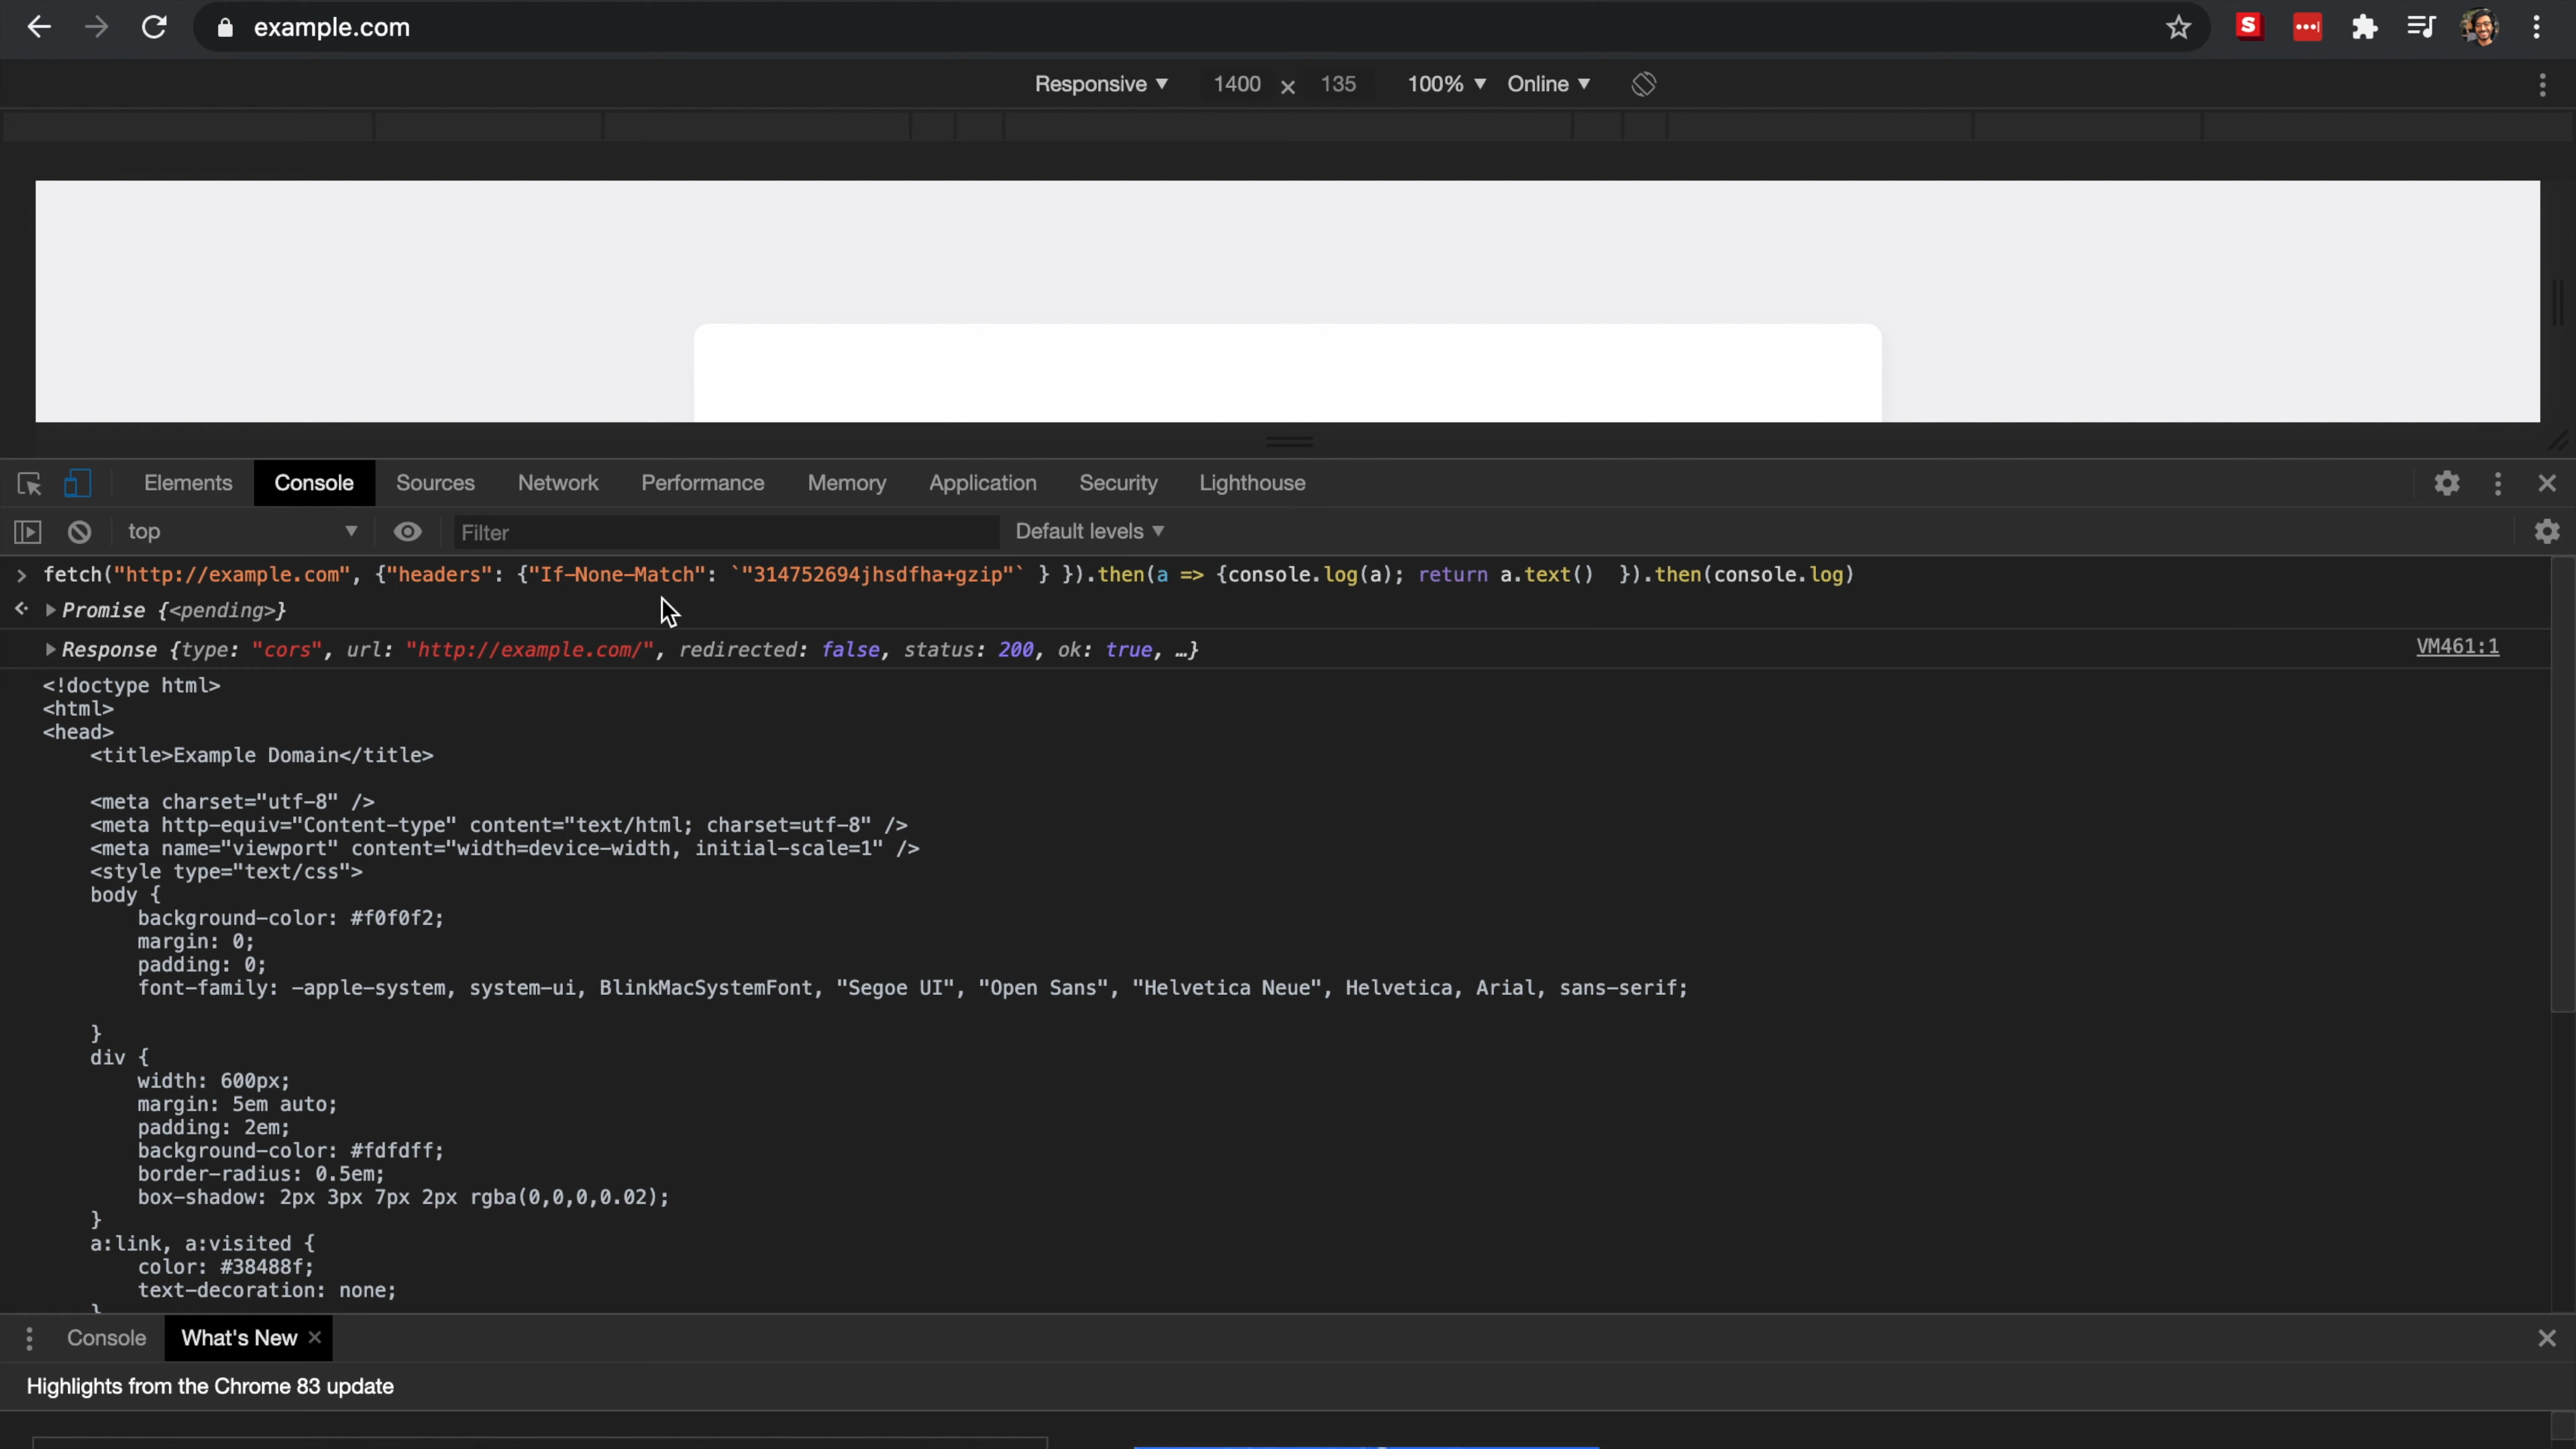 example.com
S
Responsive 1400 × 135 100% Online
Elements Console Sources Network Performance Memory Application Security Lighthouse
top Filter Default levels
fetch("http://example.com", {"headers": {"If-None-Match": `"314752694jhsdfha+gzip"` } }).then(a => {console.log(a); return a.text()  }).then(console.log)
Promise {<pending>}
Response {type: "cors", url: "http://example.com/", redirected: false, status: 200, ok: true, …} VM461:1
<!doctype html>
<html>
<head>
    <title>Example Domain</title>
    <meta charset="utf-8" />
    <meta http-equiv="Content-type" content="text/html; charset=utf-8" />
    <meta name="viewport" content="width=device-width, initial-scale=1" />
    <style type="text/css">
    body {
        background-color: #f0f0f2;
        margin: 0;
        padding: 0;
        font-family: -apple-system, system-ui, BlinkMacSystemFont, "Segoe UI", "Open Sans", "Helvetica Neue", Helvetica, Arial, sans-serif;
    }
    div {
        width: 600px;
        margin: 5em auto;
        padding: 2em;
        background-color: #fdfdff;
        border-radius: 0.5em;
        box-shadow: 2px 3px 7px 2px rgba(0,0,0,0.02);
    }
    a:link, a:visited {
        color: #38488f;
        text-decoration: none;
    }
Console What's New
Highlights from the Chrome 83 update